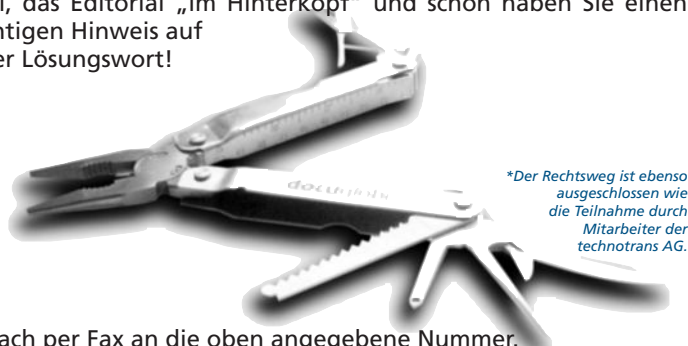 l, das Editorial „im Hinterkopf“ und schon haben Sie einen
htigen Hinweis auf
er Lösungswort!
*Der Rechtsweg ist ebenso
ausgeschlossen wie
die Teilnahme durch
Mitarbeiter der
technotrans AG.
ach per Fax an die oben angegebene Nummer.